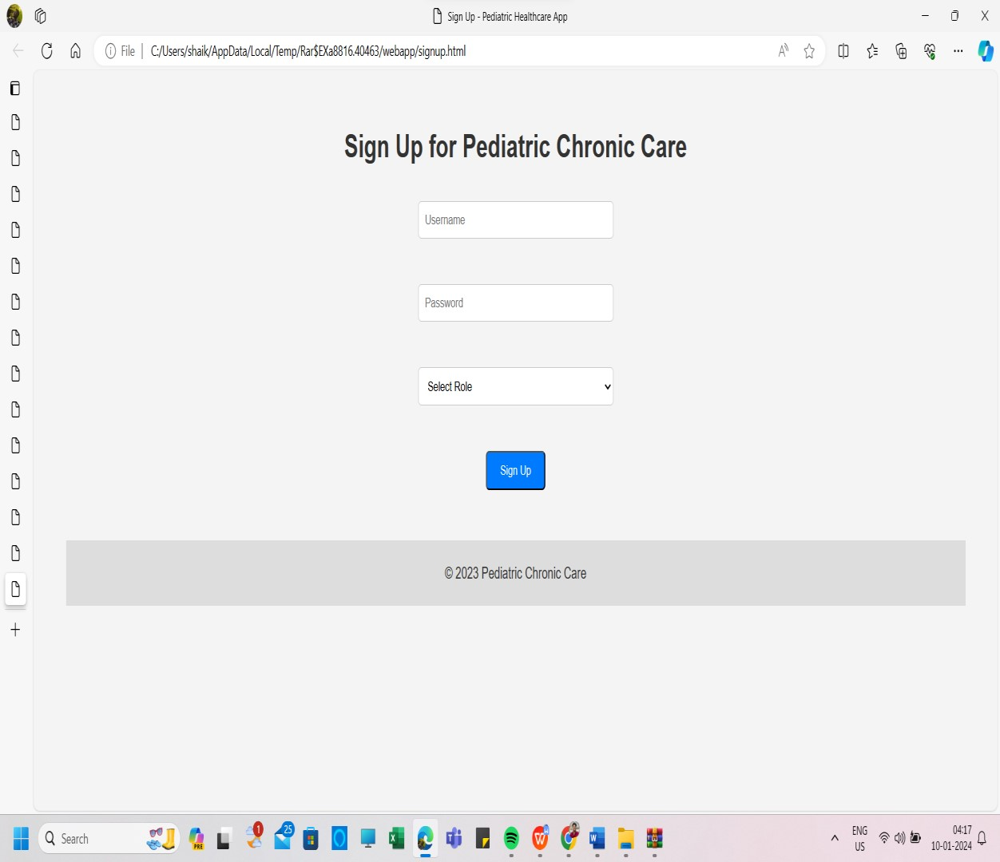 Sign Up - Pediatric Healthcare App
File C:/Users/shaik/AppData/Local/Temp/Rar$EXa8816.40463/webapp/signup.html
Sign Up for Pediatric Chronic Care
Username
Password
Select Role
Sign Up
© 2023 Pediatric Chronic Care
Search
PRE
1
25
ENG
US
04:17
10-01-2024